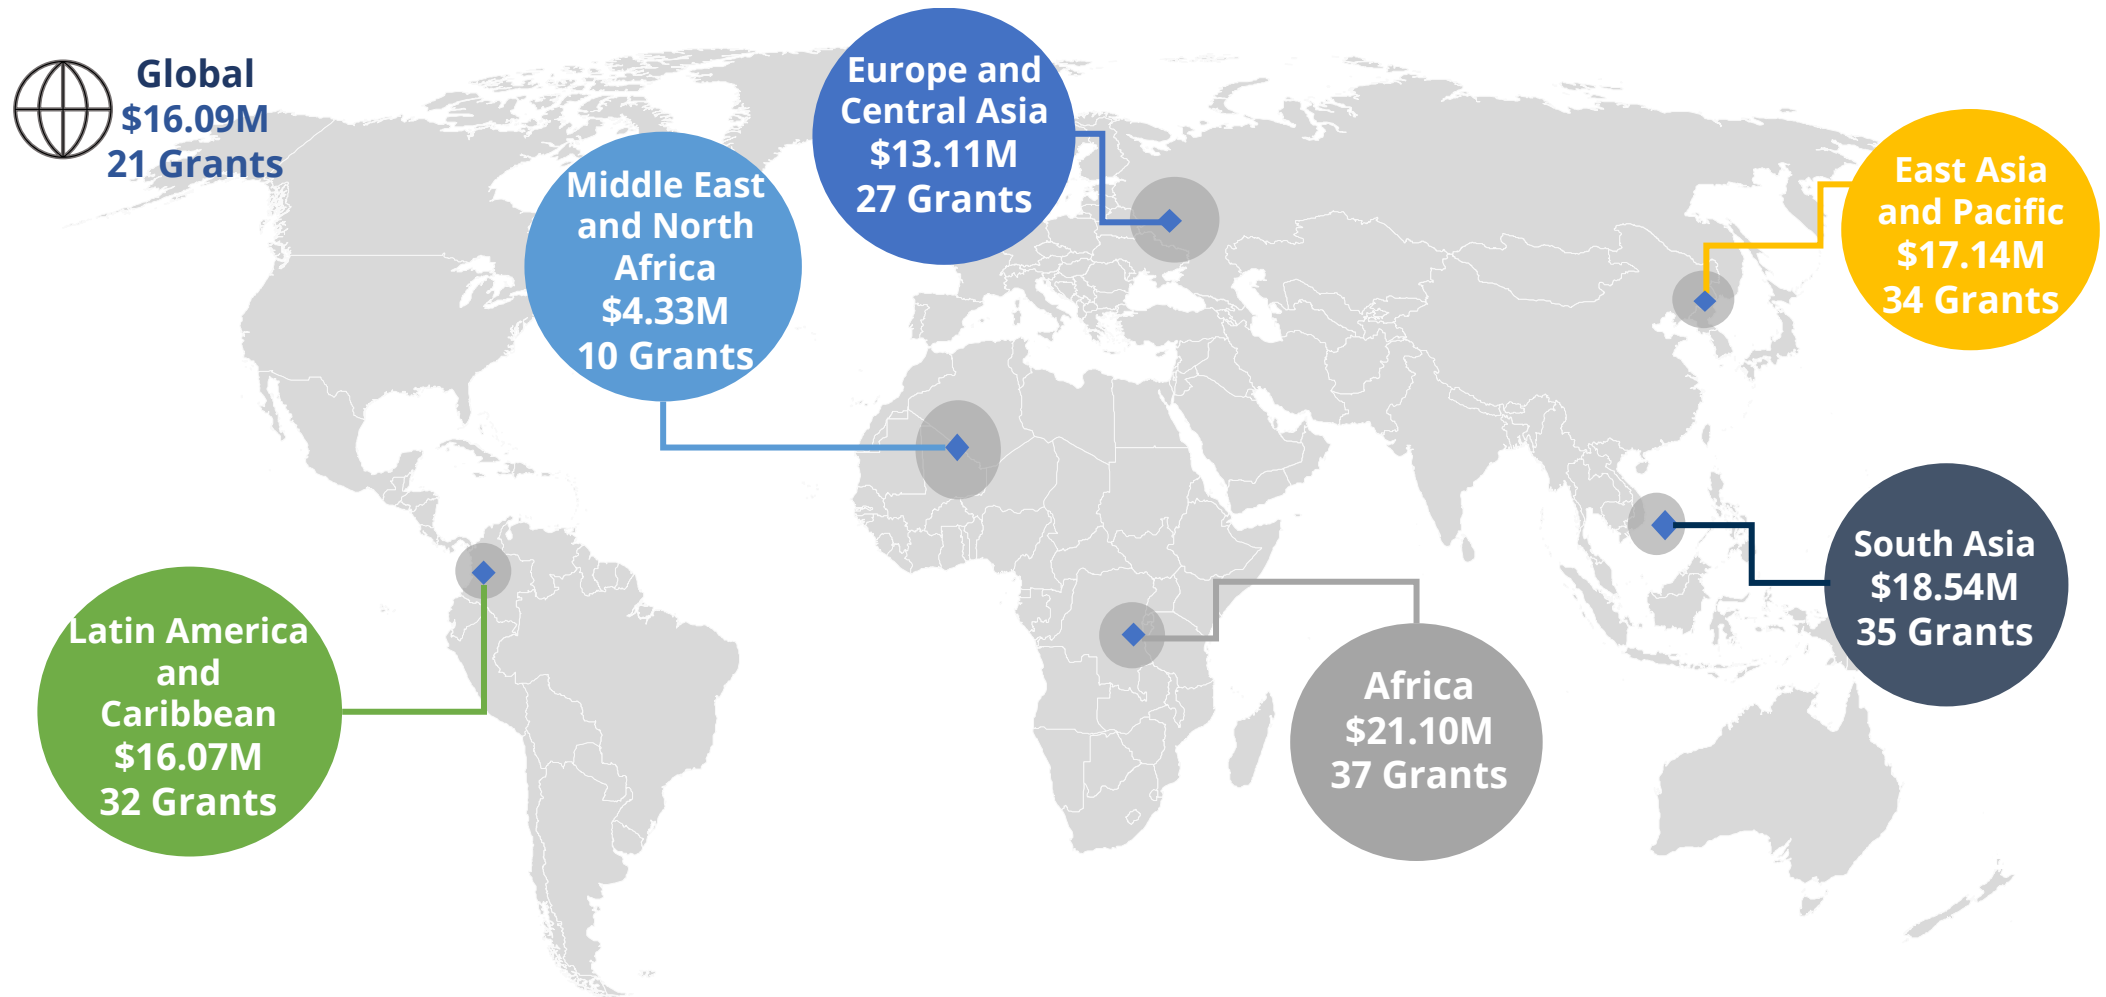 Global
$16.09M
21 Grants
Europe and
Central Asia
$13.11M
27 Grants
Middle East
and North
Africa
$4.33M
10 Grants
East Asia
and Pacific
$17.14M
34 Grants
South Asia
$18.54M
35 Grants
Latin America
and
Caribbean
$16.07M
32 Grants
Africa
$21.10M
37 Grants